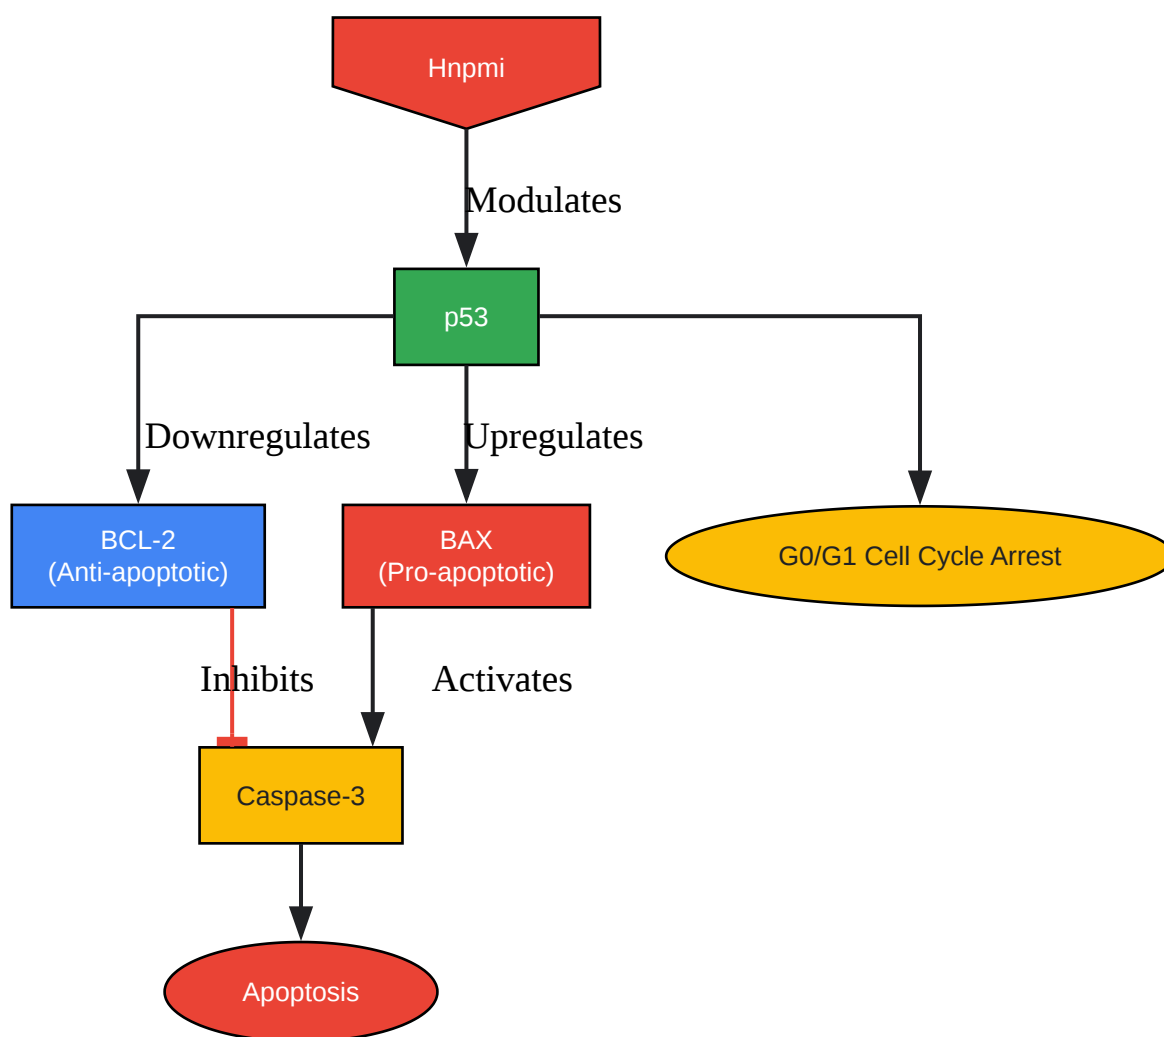 Hnpmi
Modulates
p53
Downregulates
Upregulates
BCL-2
(Anti-apoptotic)
BAX
(Pro-apoptotic)
G0/G1 Cell Cycle Arrest
Inhibits
Activates
Caspase-3
Apoptosis